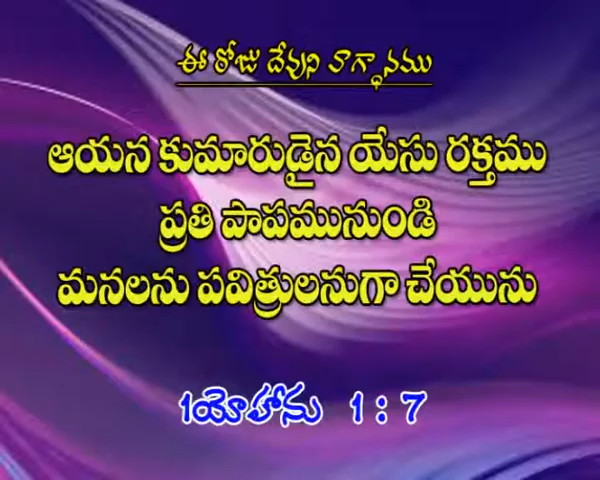 ఈ రోజు దేవుని వాగ్ధానము
ఆయన కుమారుడైన యేసు రక్తము
ప్రతి పాపమునుండి
మనలను పవిత్రులనుగా చేయును
1యోహాను 1 : 7